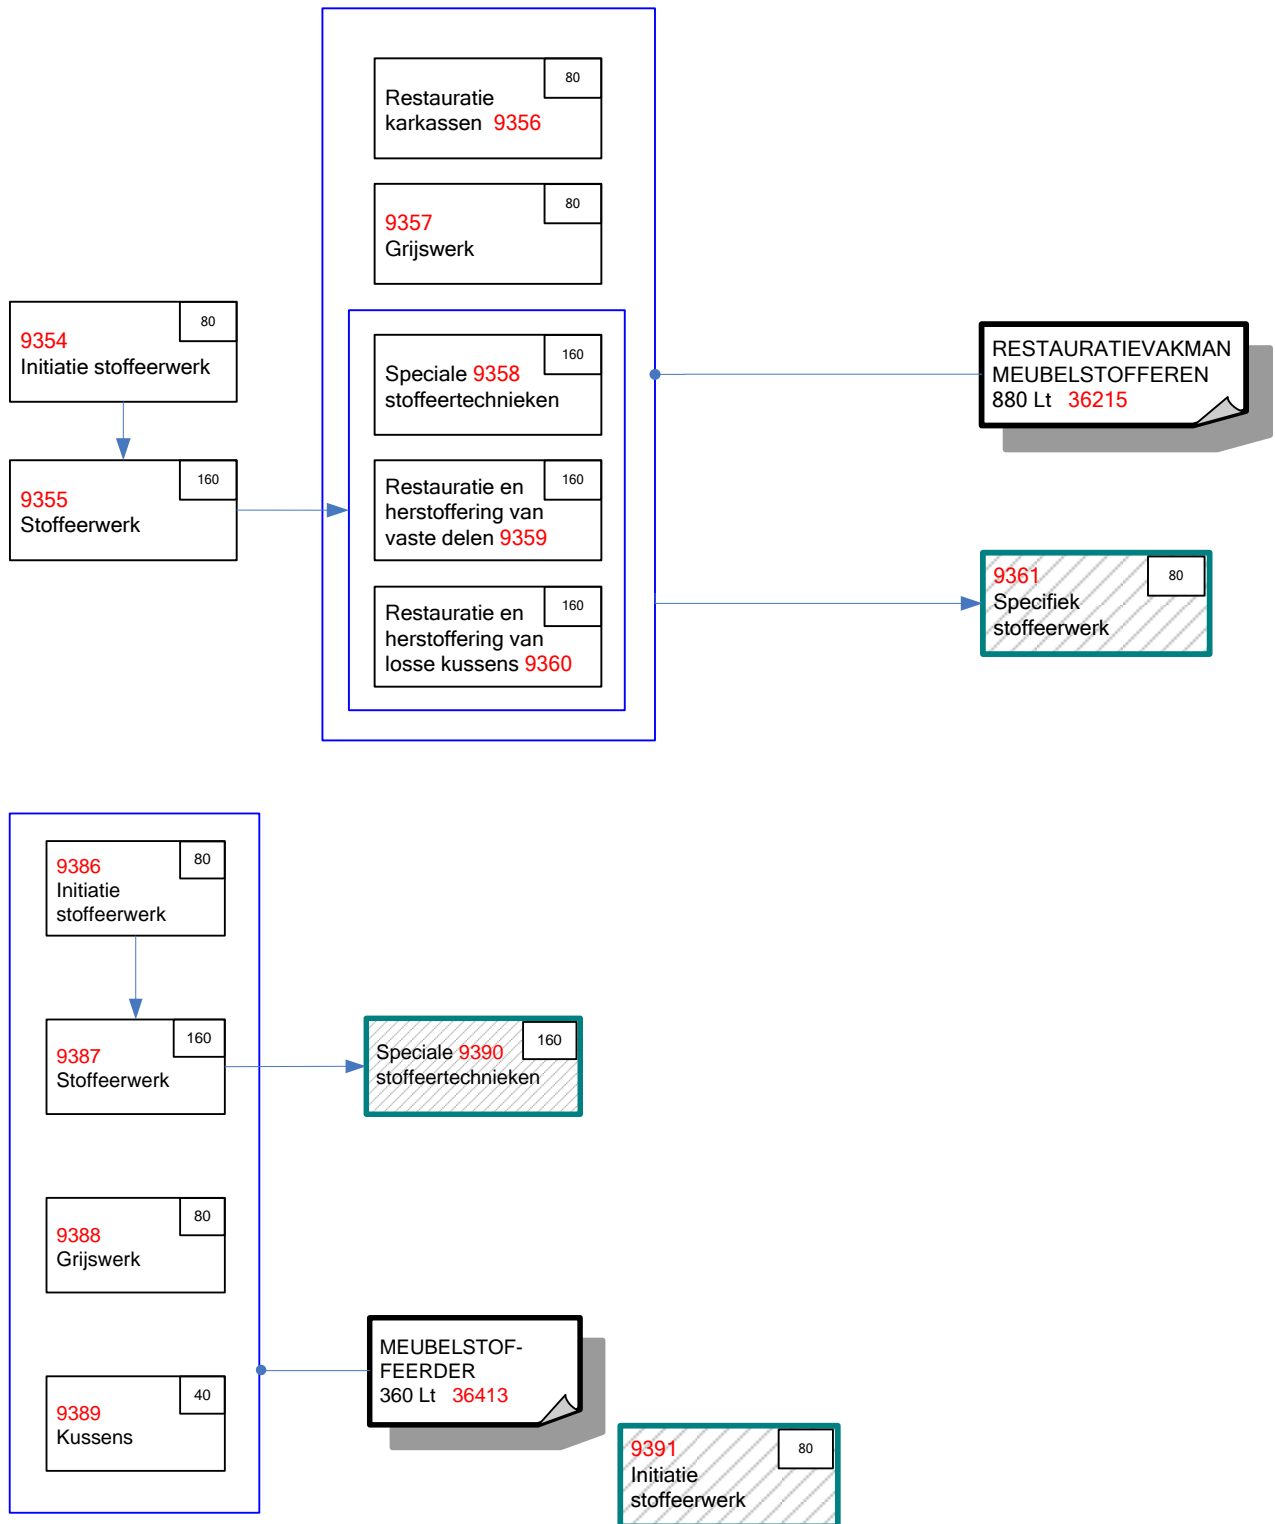 80
Restauratie
karkassen 9356
80
9357
Grijswerk
80
9354
Initiatie stoffeerwerk
160
Speciale 9358
stoffeertechnieken
RESTAURATIEVAKMAN
MEUBELSTOFFEREN
880 Lt 36215
160
9355
Stoffeerwerk
160
Restauratie en
herstoffering van
vaste delen 9359
160
Restauratie en
herstoffering van
losse kussens 9360
80
9361
Specifiek
stoffeerwerk
80
9386
Initiatie
stoffeerwerk
160
9387
Stoffeerwerk
160
Speciale 9390
stoffeertechnieken
80
9388
Grijswerk
MEUBELSTOF-
FEERDER
360 Lt 36413
40
9389
Kussens
80
9391
Initiatie
stoffeerwerk